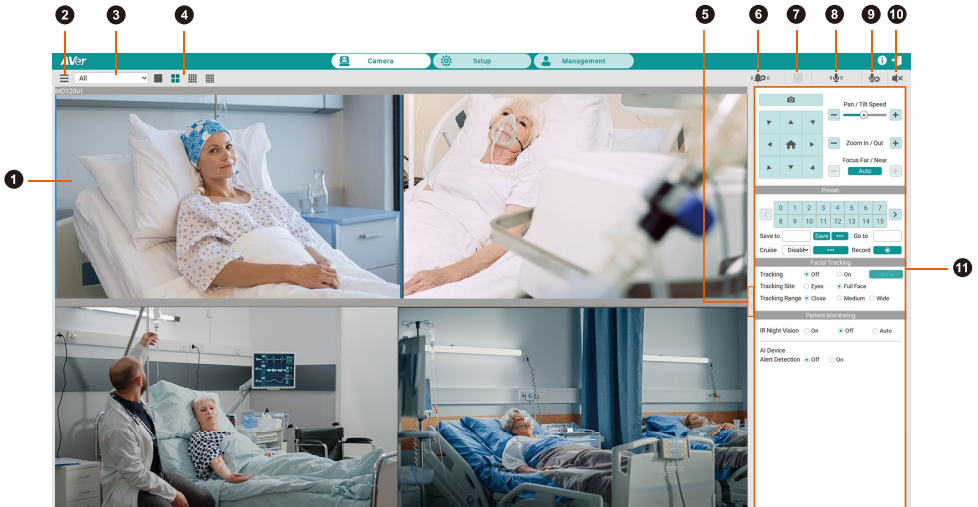 2 3 4 5 6 7 8 9 10
AVer Camera Setup Management
All
MD120UI
Pan / Tilt Speed
Zoom In / Out
Focus Far / Near
Auto
1
Preset
0 1 2 3 4 5 6 7
8 9 10 11 12 13 14 15
Save to Save Go to
Cruise Disabl Record
11
Facial Tracking
Tracking Off On
Tracking Site Eyes Full Face
Tracking Range Close Medium Wide
Patient Monitoring
IR Night Vision On Off Auto
AI Device
Alert Detection Off On